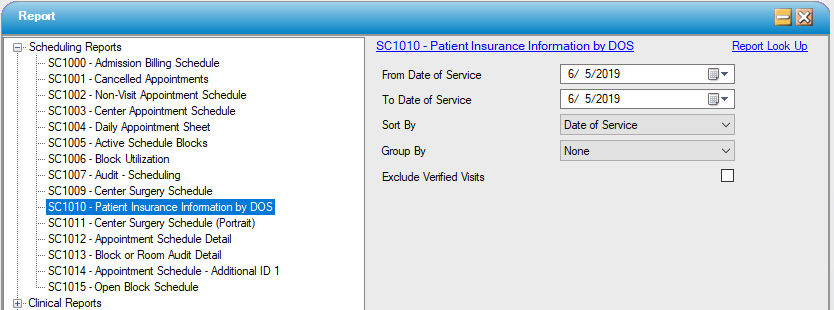 Report
Scheduling Reports
SC1000 - Admission Billing Schedule
SC1001 - Cancelled Appointments
SC1002 - Non-Visit Appointment Schedule
SC1003 - Center Appointment Schedule
SC1004 - Daily Appointment Sheet
SC1005 - Active Schedule Blocks
SC1006 - Block Utilization
SC1007 - Audit - Scheduling
SC1009 - Center Surgery Schedule
SC1010 - Patient Insurance Information by DOS
SC1011 - Center Surgery Schedule (Portrait)
SC1012 - Appointment Schedule Detail
SC1013 - Block or Room Audit Detail
SC1014 - Appointment Schedule - Additional ID 1
SC1015 - Open Block Schedule
Clinical Reports
SC1010 - Patient Insurance Information by DOS Report Look Up
From Date of Service 6/ 5/2019
To Date of Service 6/ 5/2019
Sort By Date of Service
Group By None
Exclude Verified Visits